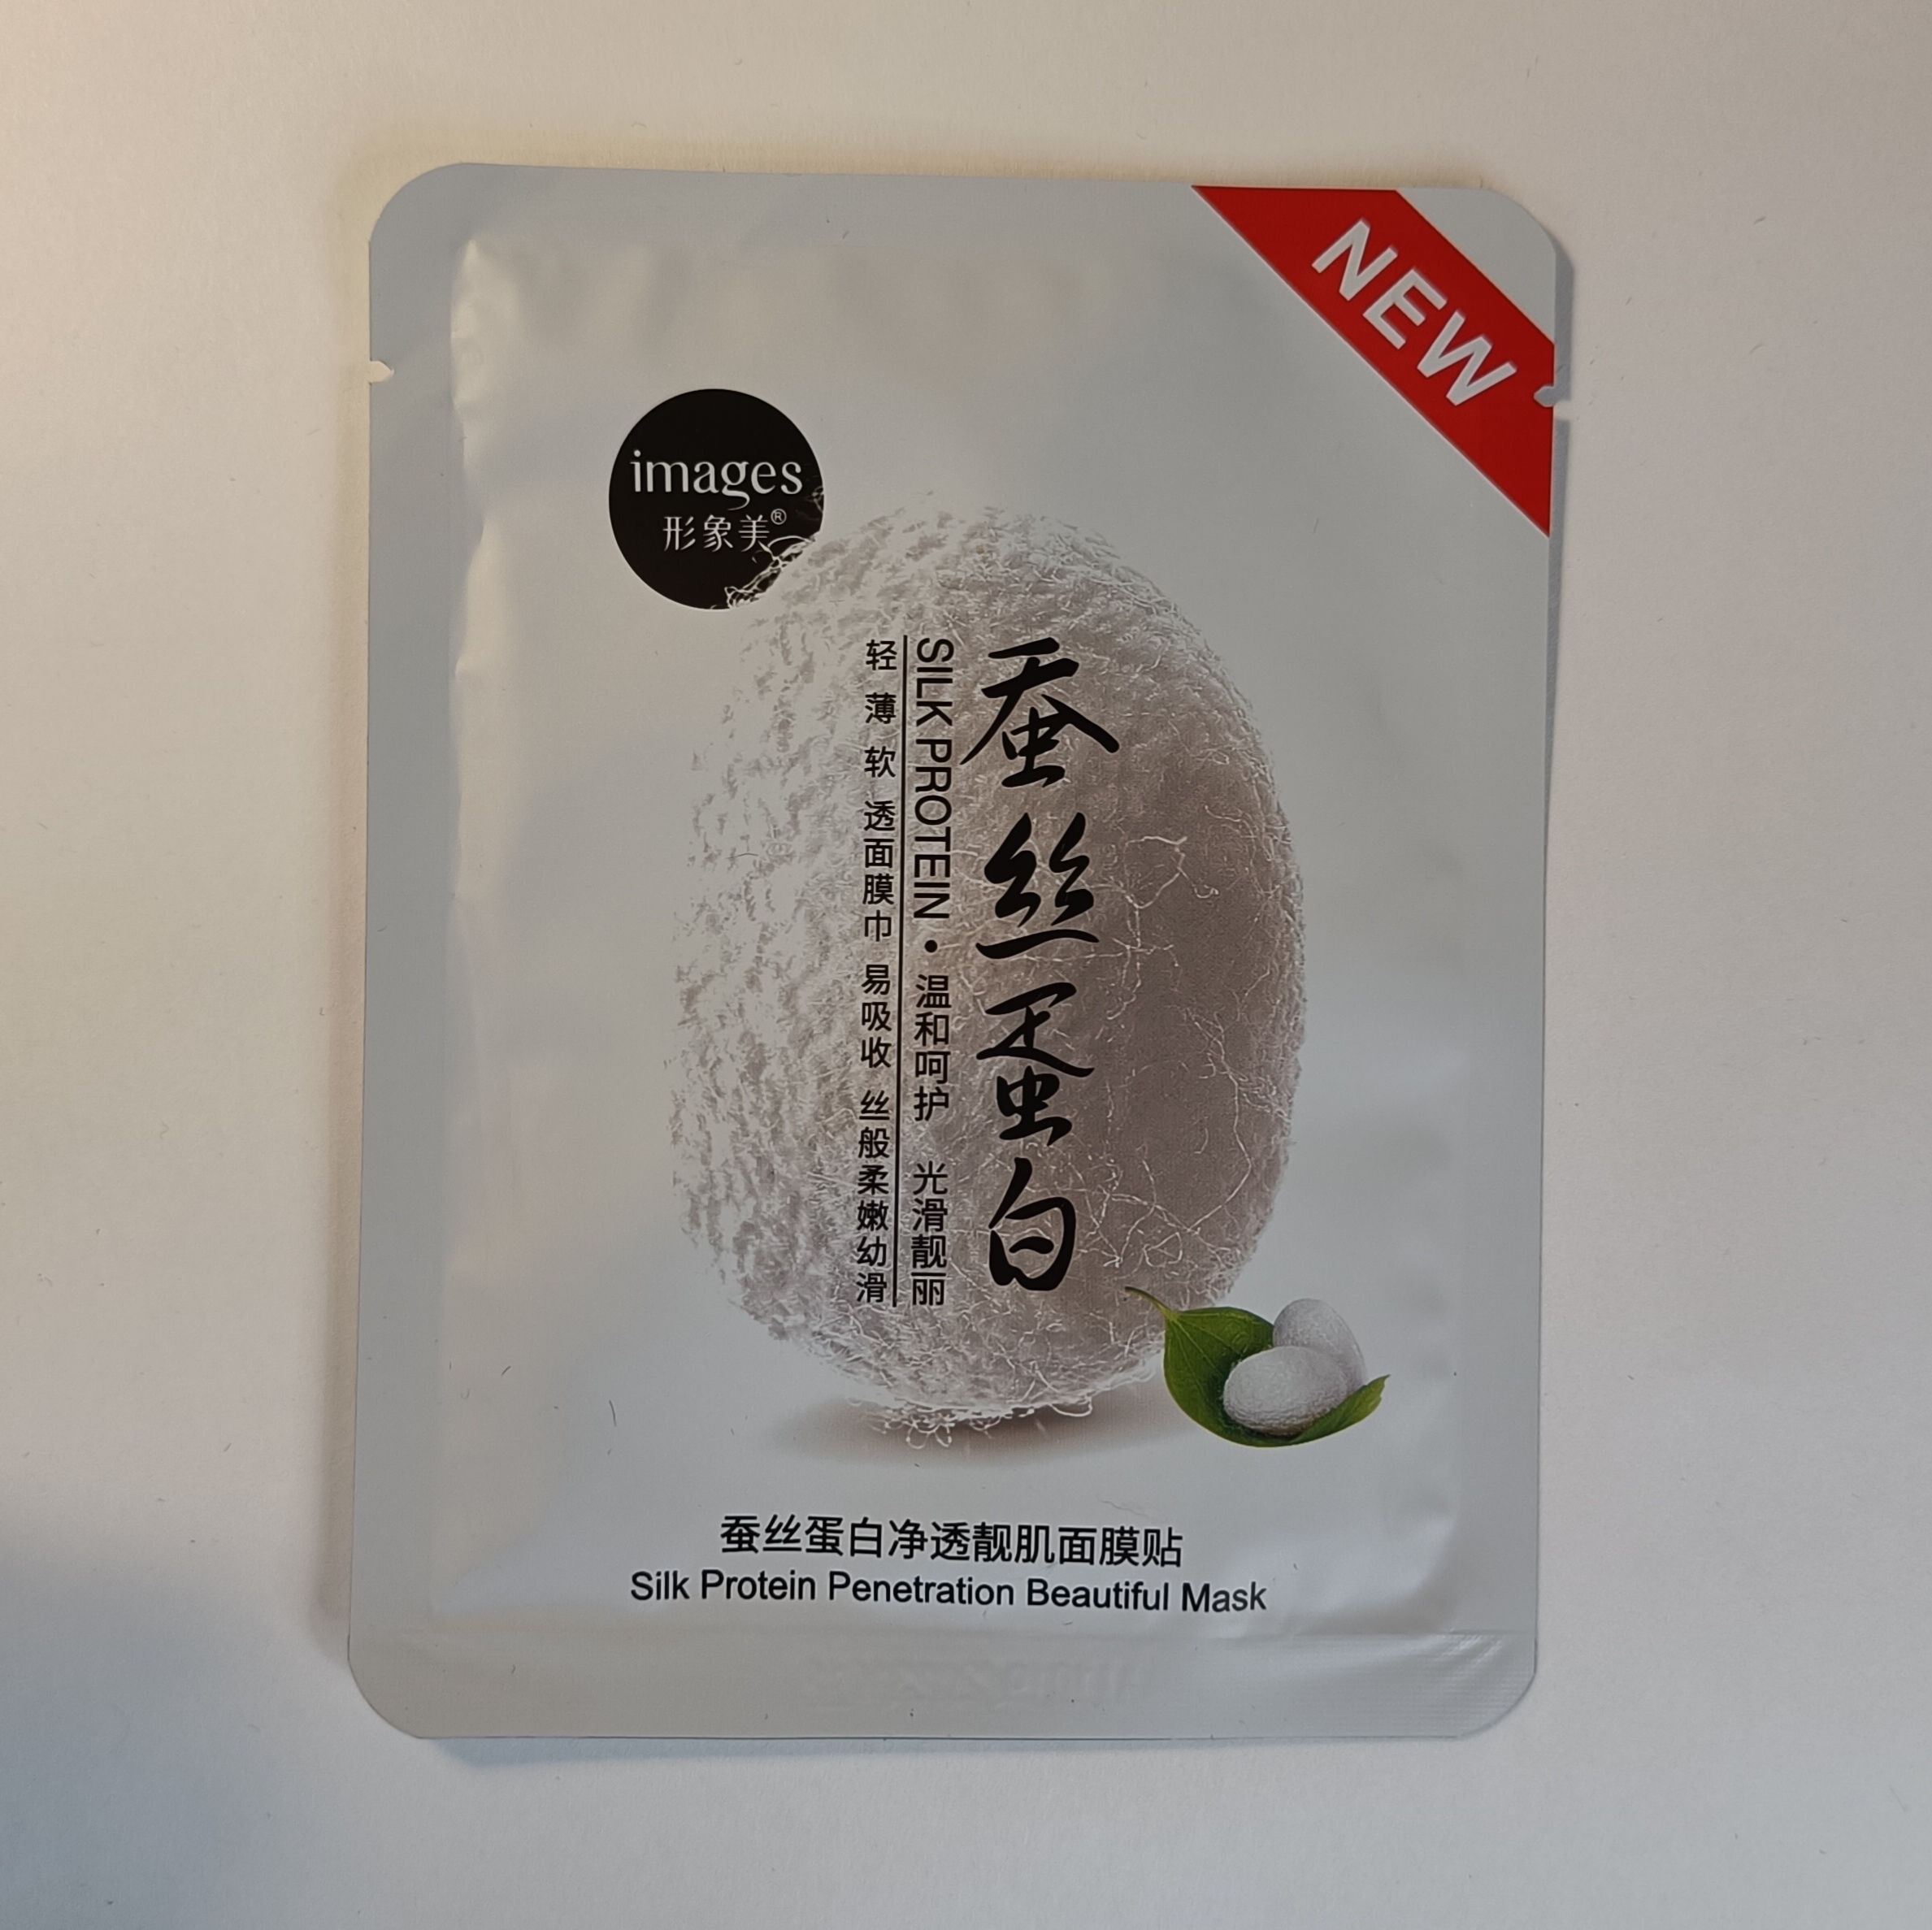 NEW
images
形象美®
蚕丝蛋白
SILK PROTEIN • 温和呵护 光滑靓丽
轻 薄 软 透面膜巾 易吸收 丝般柔嫩幼滑
蚕丝蛋白净透靓肌面膜贴
Silk Protein Penetration Beautiful Mask